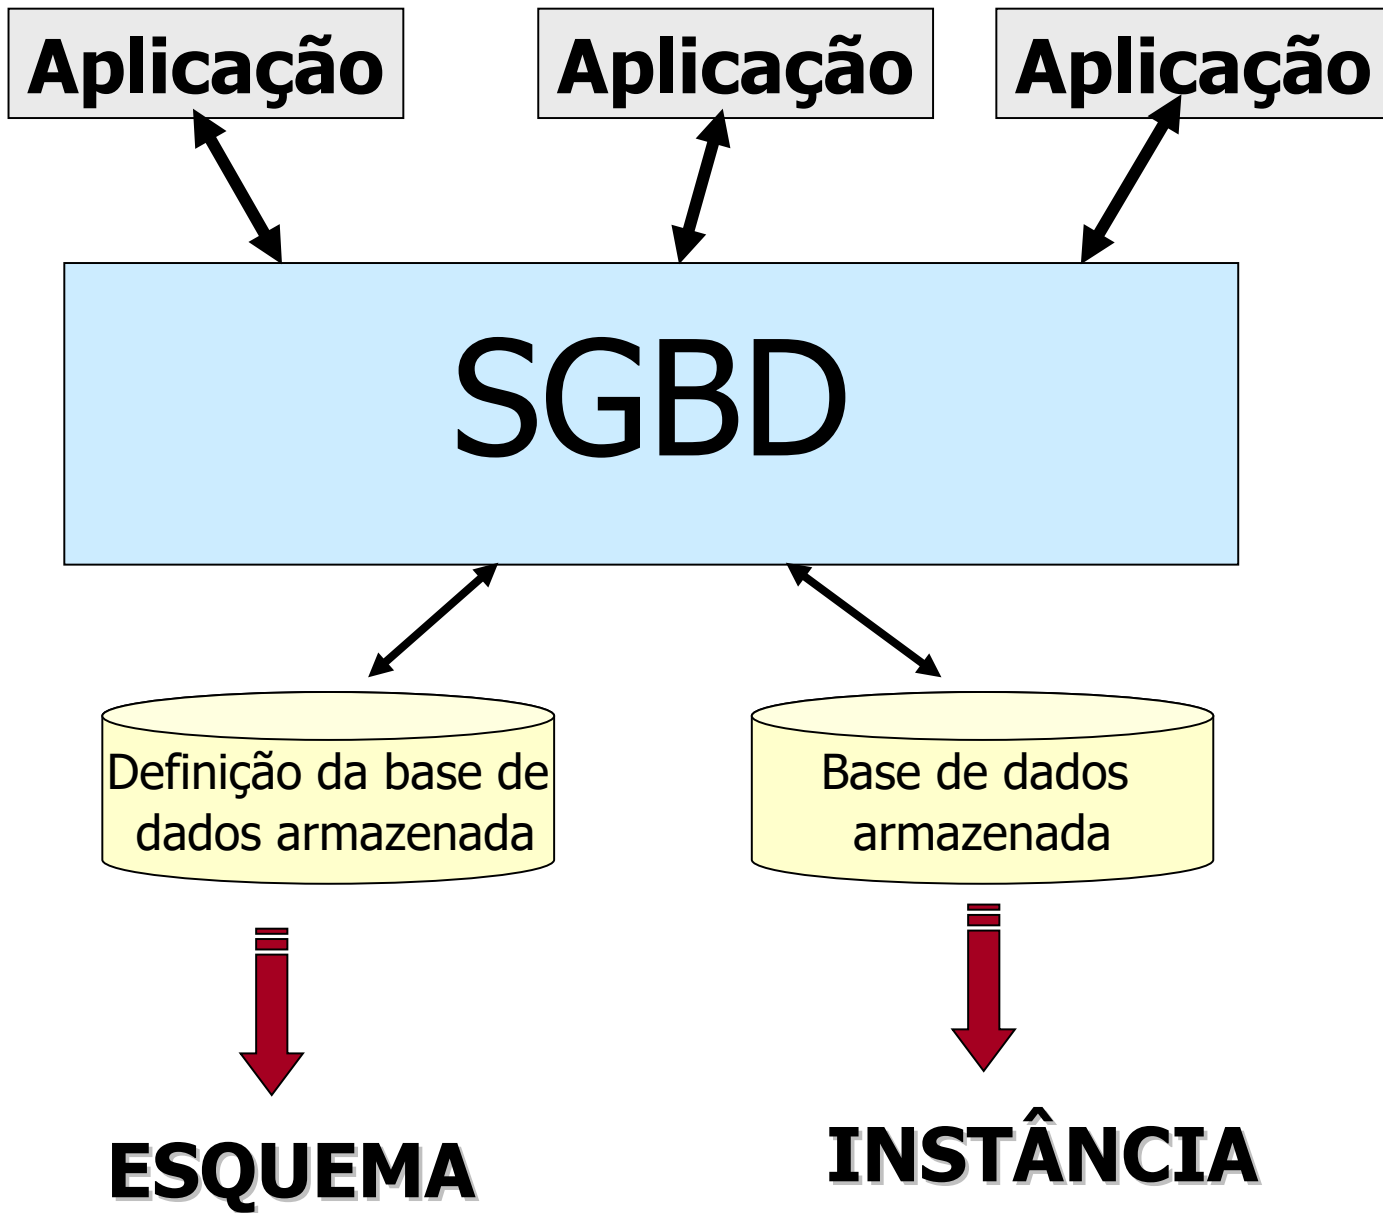 Aplicação
Aplicação
Aplicação
SGBD
Definição da base de
dados armazenada
Base de dados
armazenada
ESQUEMA
INSTÂNCIA